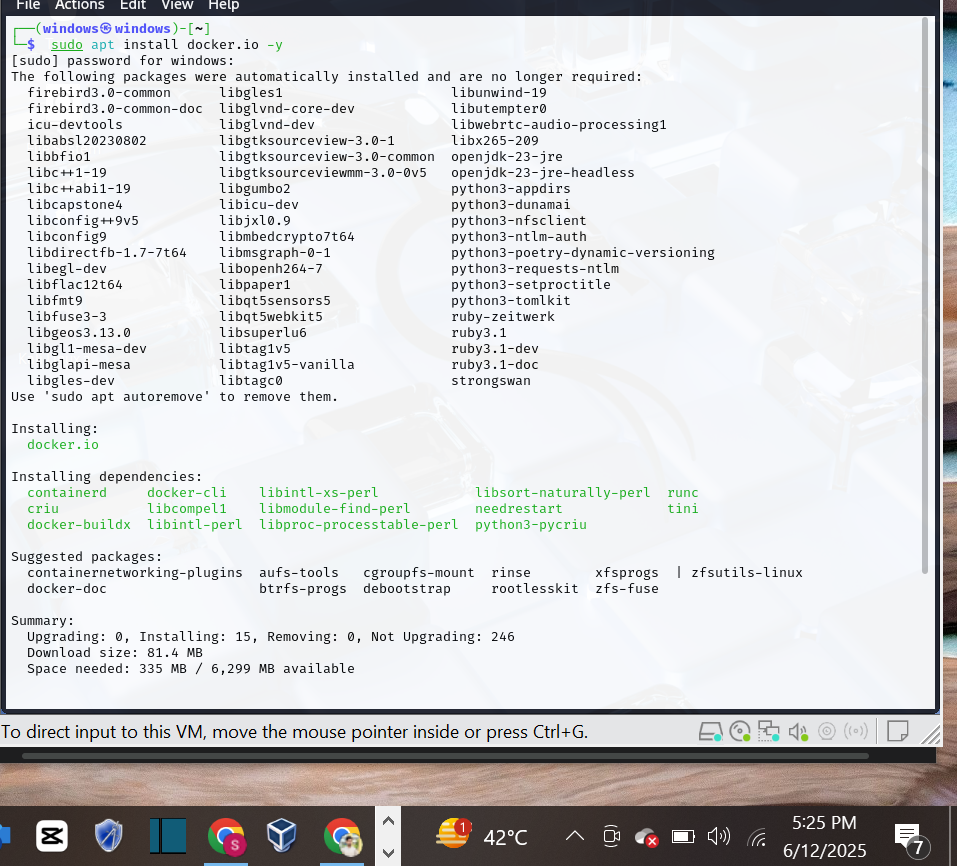 File Actions Edit View Help
┌──(windows㉿windows)-[~]
└─$ sudo apt install docker.io -y
[sudo] password for windows:
The following packages were automatically installed and are no longer required:
firebird3.0-common libgles1 libunwind-19
firebird3.0-common-doc libglvnd-core-dev libutempter0
icu-devtools libglvnd-dev libwebrtc-audio-processing1
libabsl20230802 libgtksourceview-3.0-1 libx265-209
libbfio1 libgtksourceview-3.0-common openjdk-23-jre
libc++1-19 libgtksourceviewmm-3.0-0v5 openjdk-23-jre-headless
libc++abi1-19 libgumbo2 python3-appdirs
libcapstone4 libicu-dev python3-dunamai
libconfig++9v5 libjxl0.9 python3-nfsclient
libconfig9 libmbedcrypto7t64 python3-ntlm-auth
libdirectfb-1.7-7t64 libmsgraph-0-1 python3-poetry-dynamic-versioning
libegl-dev libopenh264-7 python3-requests-ntlm
libflac12t64 libpaper1 python3-setproctitle
libfmt9 libqt5sensors5 python3-tomlkit
libfuse3-3 libqt5webkit5 ruby-zeitwerk
libgeos3.13.0 libsuperlu6 ruby3.1
libgl1-mesa-dev libtag1v5 ruby3.1-dev
libglapi-mesa libtag1v5-vanilla ruby3.1-doc
libgles-dev libtagc0 strongswan
Use 'sudo apt autoremove' to remove them.
Installing:
docker.io
Installing dependencies:
containerd docker-cli libintl-xs-perl libsort-naturally-perl runc
criu libcompel1 libmodule-find-perl needrestart tini
docker-buildx libintl-perl libproc-processtable-perl python3-pycriu
Suggested packages:
containernetworking-plugins aufs-tools cgroupfs-mount rinse xfsprogs | zfsutils-linux
docker-doc btrfs-progs debootstrap rootlesskit zfs-fuse
Summary:
Upgrading: 0, Installing: 15, Removing: 0, Not Upgrading: 246
Download size: 81.4 MB
Space needed: 335 MB / 6,299 MB available
To direct input to this VM, move the mouse pointer inside or press Ctrl+G.
S
1
42°C
5:25 PM
6/12/2025
7